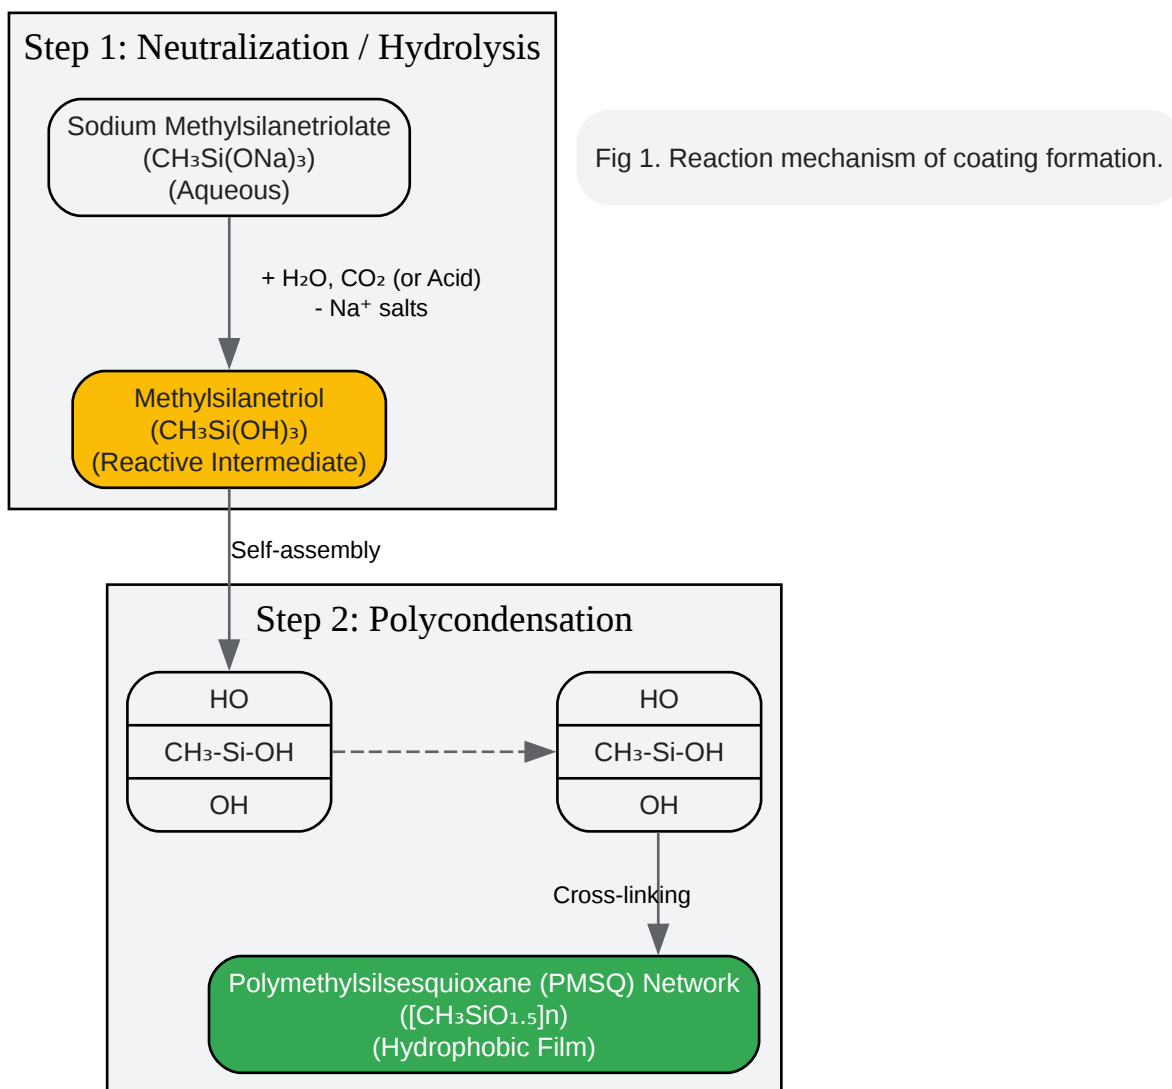 Step 1: Neutralization / Hydrolysis
Sodium Methylsilanetriolate
(CH₃Si(ONa)₃)
(Aqueous)
Fig 1. Reaction mechanism of coating formation.
+ H₂O, CO₂ (or Acid)
- Na⁺ salts
Methylsilanetriol
(CH₃Si(OH)₃)
(Reactive Intermediate)
Self-assembly
Step 2: Polycondensation
HO
CH₃-Si-OH
OH
HO
CH₃-Si-OH
OH
Cross-linking
Polymethylsilsesquioxane (PMSQ) Network
([CH₃SiO₁.₅]n)
(Hydrophobic Film)